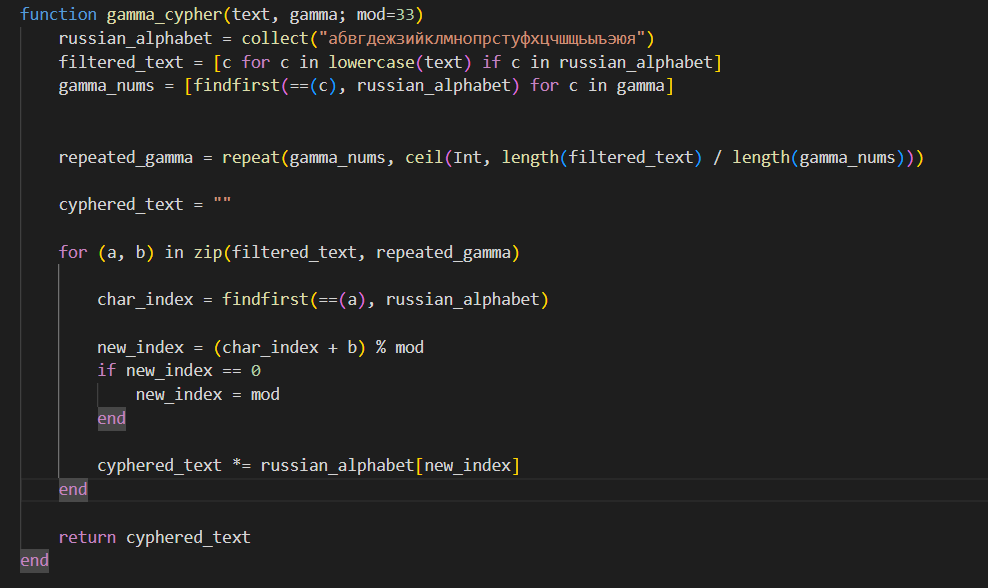 function gamma_cypher(text, gamma; mod=33)
    russian_alphabet = collect("абвгдежзийклмнопрстуфхцчшщьыъэюя")
    filtered_text = [c for c in lowercase(text) if c in russian_alphabet]
    gamma_nums = [findfirst(==(c), russian_alphabet) for c in gamma]
    repeated_gamma = repeat(gamma_nums, ceil(Int, length(filtered_text) / length(gamma_nums)))
    cyphered_text = ""
    for (a, b) in zip(filtered_text, repeated_gamma)
        char_index = findfirst(==(a), russian_alphabet)
        new_index = (char_index + b) % mod
        if new_index == 0
            new_index = mod
        end
        cyphered_text *= russian_alphabet[new_index]
    end
    return cyphered_text
end